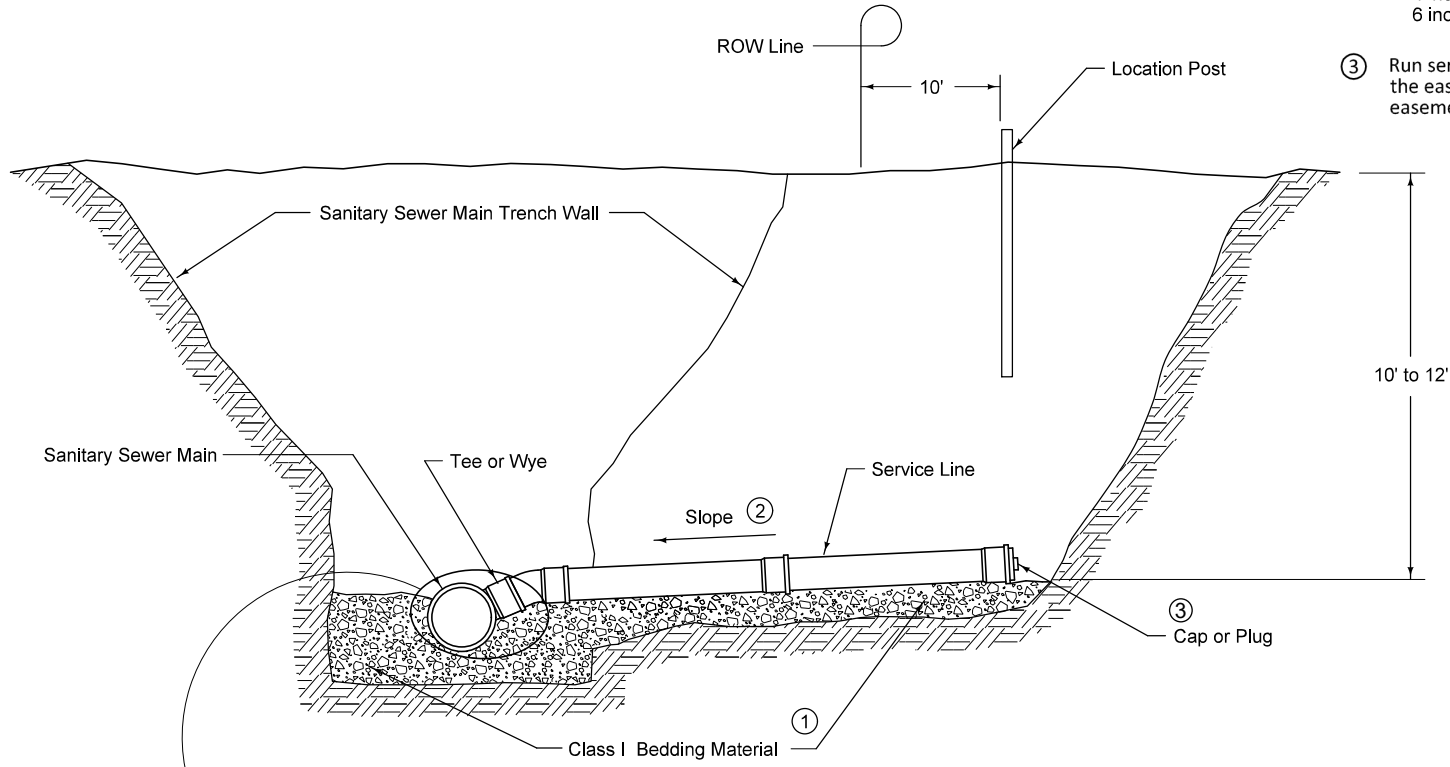 6 inc
ROW Line
10'
Location Post
③ Run ser
the eas
easeme
Sanitary Sewer Main Trench Wall
10' to 12'
Sanitary Sewer Main
Tee or Wye
Service Line
Slope ②
③
Cap or Plug
①
Class I Bedding Material